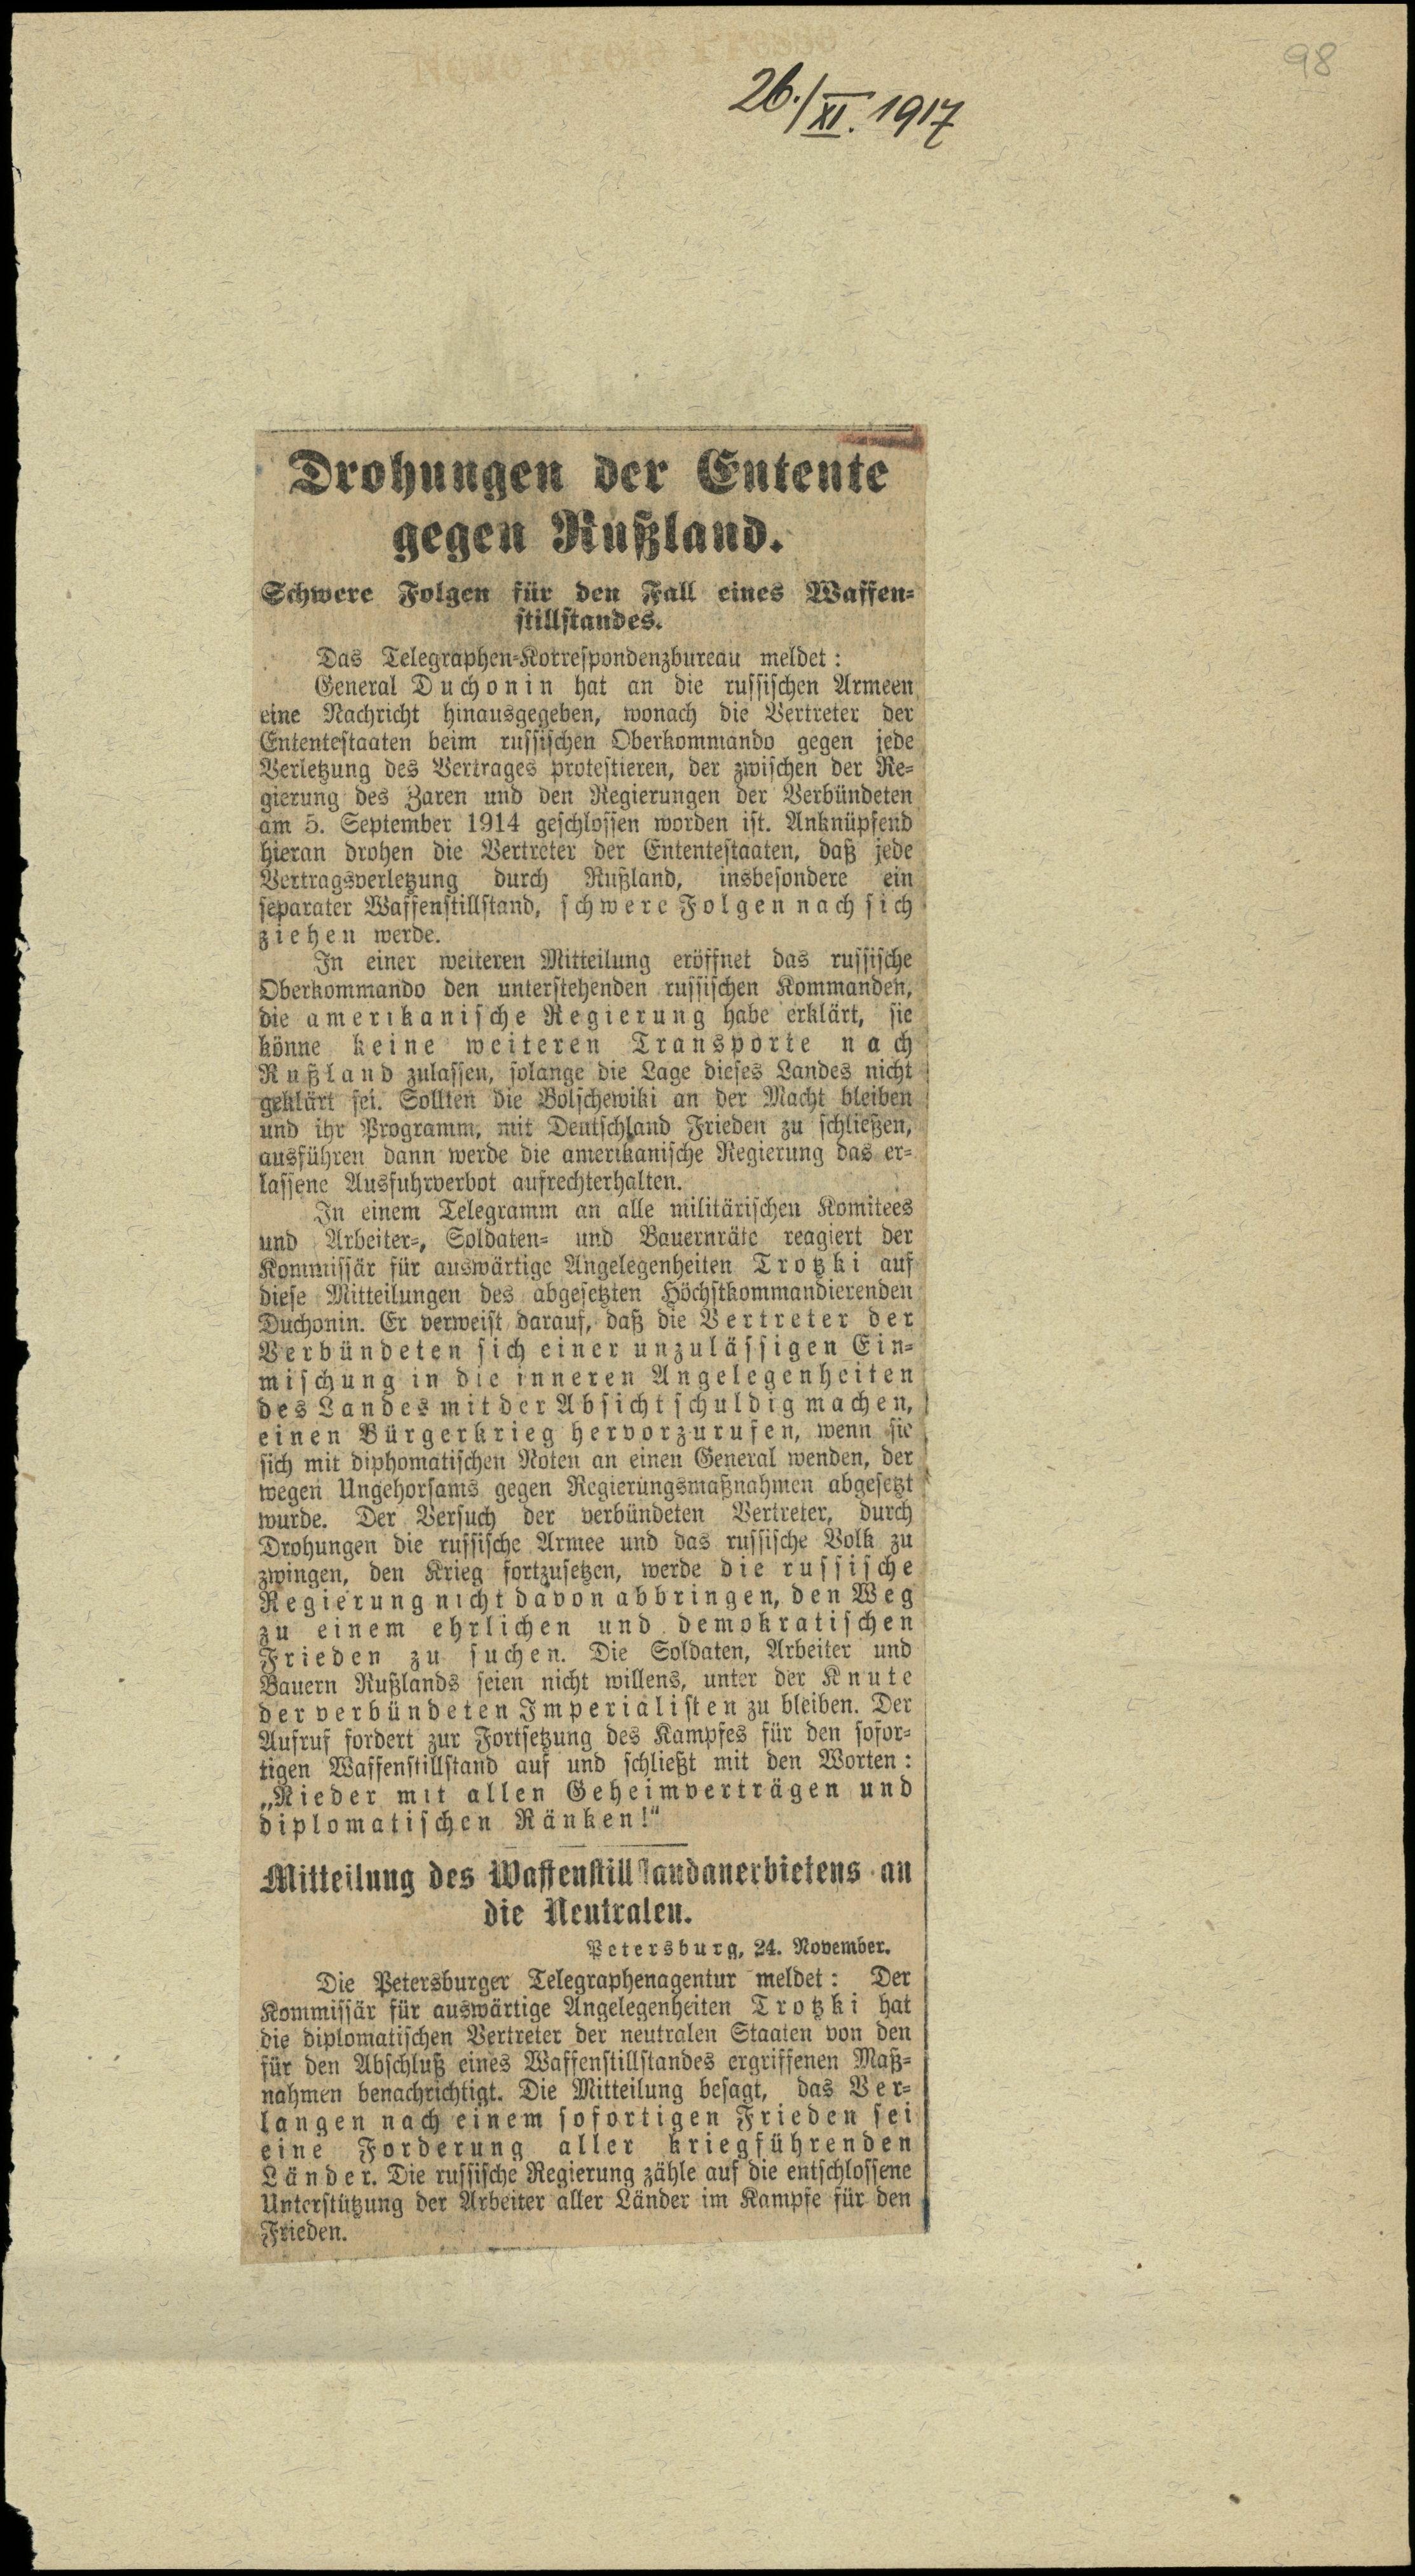 98
26./XI. 1917
Drohungen der Entente
gegen Rußland.
Schwere Folgen für den Fall eines Waffen-
stillstandes.
Das Telegraphen-Korrespondenzbureau meldet:
General Duchonin hat an die russischen Armeen
eine Nachricht hinausgegeben, wonach die Vertreter der
Ententestaaten beim russischen Oberkommando gegen jede
Verletzung des Vertrages protestieren, der zwischen der Re-
gierung des Zaren und den Regierungen der Verbündeten
am 5. September 1914 geschlossen worden ist. Anknüpfend
hieran drohen die Vertreter der Ententestaaten, daß jede
Vertragsverletzung durch Rußland, insbesondere ein
separater Waffenstillstand, schwere Folgen nach sich
ziehen werde.
In einer weiteren Mitteilung eröffnet das russische
Oberkommando den unterstehenden russischen Kommanden,
die amerikanische Regierung habe erklärt, sie
könne keine weiteren Transporte nach
Rußland zulassen, solange die Lage dieses Landes nicht
geklärt sei. Sollten die Bolschewiki an der Macht bleiben
und ihr Programm, mit Deutschland Frieden zu schließen,
ausführen dann werde die amerikanische Regierung das er-
lassene Ausfuhrverbot aufrechterhalten.
In einem Telegramm an alle militärischen Komitees
und Arbeiter-, Soldaten- und Bauernräte reagiert der
Kommissär für auswärtige Angelegenheiten Trotzki auf
diese Mitteilungen des abgesetzten Höchstkommandierenden
Duchonin. Er verweist darauf, daß die Vertreter der
Verbündeten sich einer unzulässigen Ein-
mischung in die inneren Angelegenheiten
des Landes mit der Absicht schuldig machen,
einen Bürgerkrieg hervorzurufen, wenn sie
sich mit diphomatischen Noten an einen General wenden, der
wegen Ungehorsams gegen Regierungsmaßnahmen abgesetzt
wurde. Der Versuch der verbündeten Vertreter, durch
Drohungen die russische Armee und das russische Volk zu
zwingen, den Krieg fortzusetzen, werde die russische
Regierung nicht davon abbringen, den Weg
zu einem ehrlichen und demokratischen
Frieden zu suchen. Die Soldaten, Arbeiter und
Bauern Rußlands seien nicht willens, unter der Knute
der verbündeten Imperialisten zu bleiben. Der
Aufruf fordert zur Fortsetzung des Kampfes für den sofor-
tigen Waffenstillstand auf und schließt mit den Worten:
„Nieder mit allen Geheimverträgen und
diplomatischen Ränken!“
Mitteilung des Waffenstillstandanerbietens an
die Neutralen.
Petersburg, 24. November.
Die Petersburger Telegraphenagentur meldet: Der
Kommissär für auswärtige Angelegenheiten Trotzki hat
die diplomatischen Vertreter der neutralen Staaten von den
für den Abschluß eines Waffenstillstandes ergriffenen Maß-
nahmen benachrichtigt. Die Mitteilung besagt, das Ver-
langen nach einem sofortigen Frieden sei
eine Forderung aller kriegführenden
Länder. Die russische Regierung zähle auf die entschlossene
Unterstützung der Arbeiter aller Länder im Kampfe für den
Frieden.